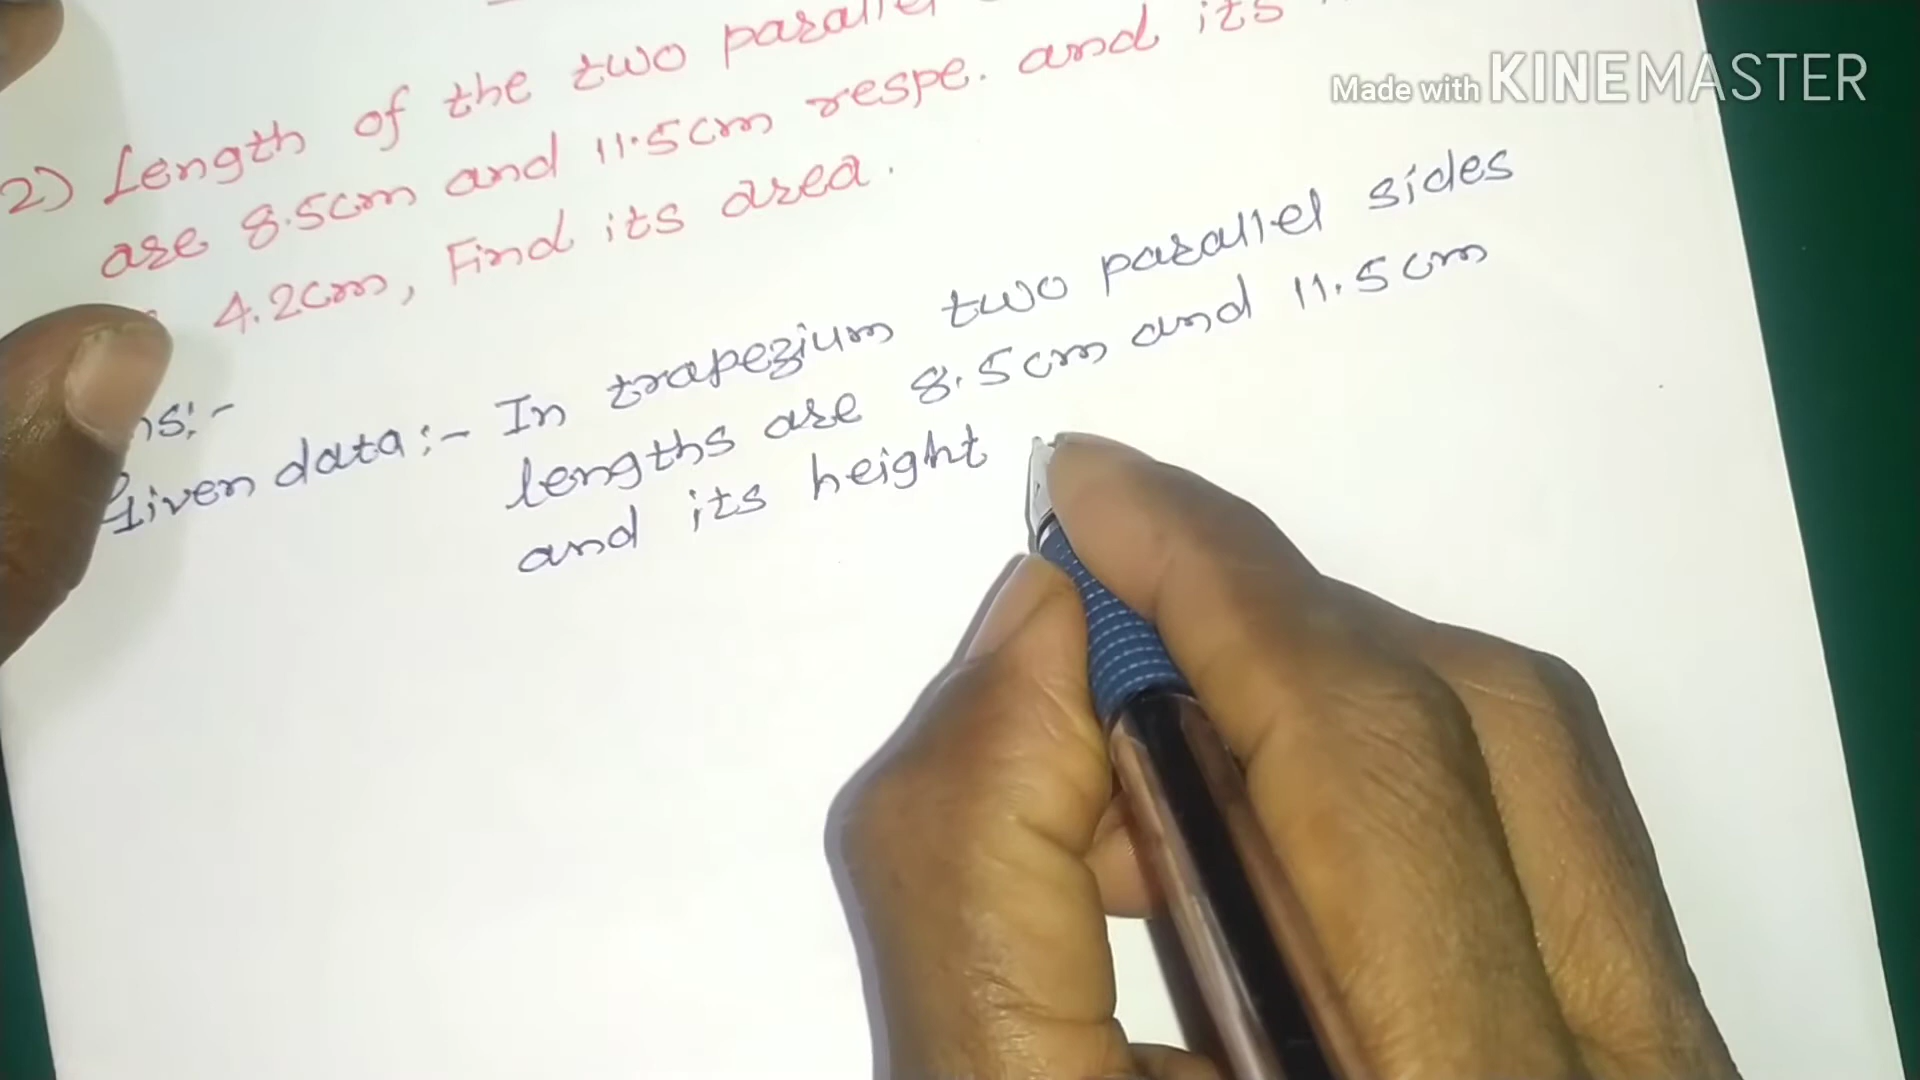 2) Length of the two parallel
are 8.5cm and 11.5cm respe. and its
4.2cm, Find its area.
ns:-
Given data:- In trapezium two parallel sides
lengths are 8.5cm and 11.5cm
and its height
Made with KINEMASTER